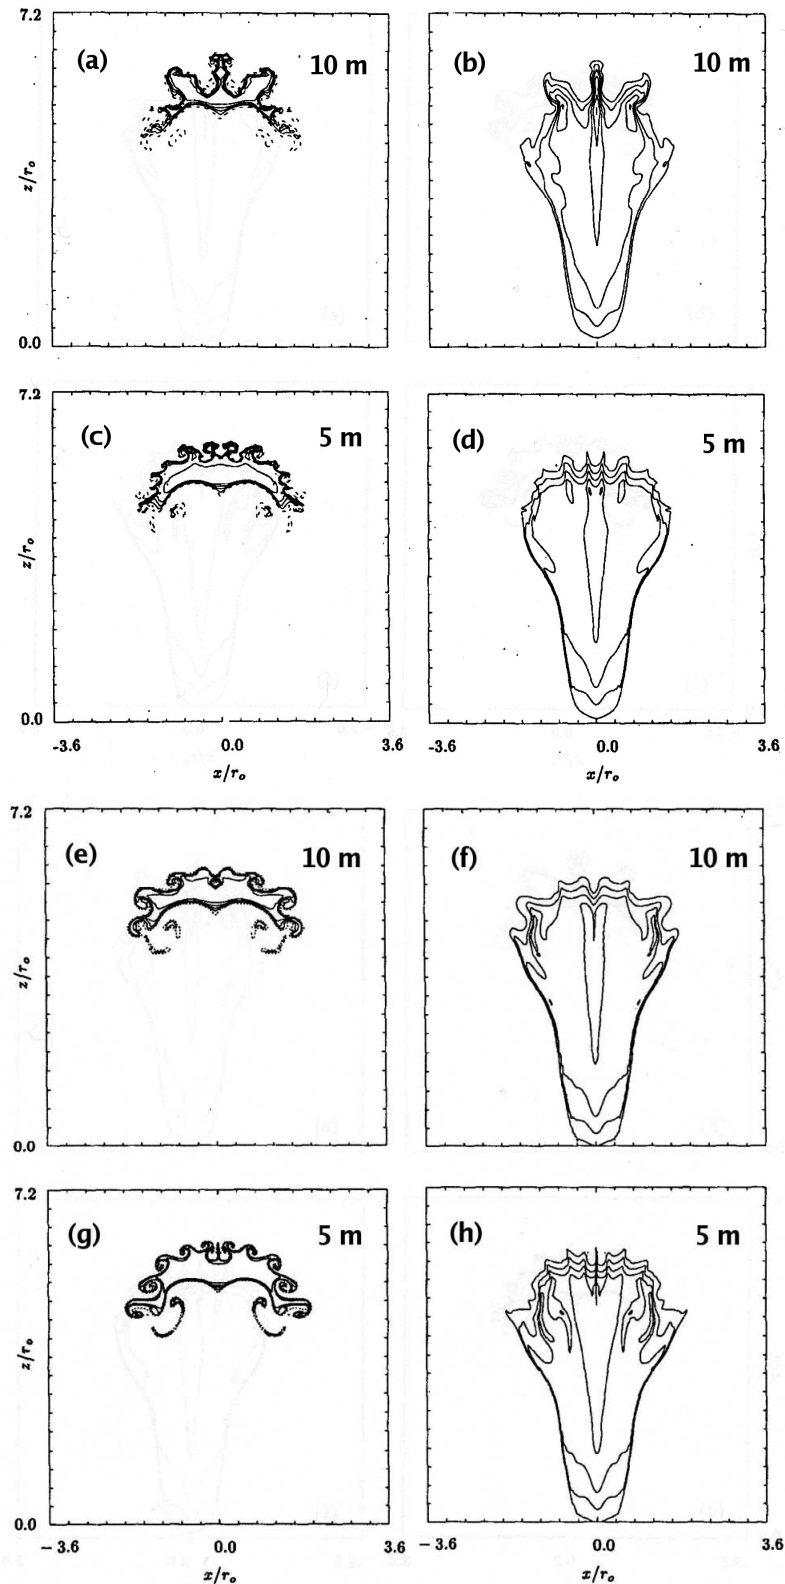 7.2
(a) 10 m
(b) 10 m
z/r₀
0.0
7.2
(c) 5 m
(d) 5 m
z/r₀
0.0
-3.6 0.0 3.6
-3.6 0.0 3.6
x/r₀
x/r₀
7.2
(e) 10 m
(f) 10 m
z/r₀
0.0
7.2
(g) 5 m
(h) 5 m
z/r₀
0.0
-3.6 0.0 3.6
-3.6 0.0 3.6
x/r₀
x/r₀